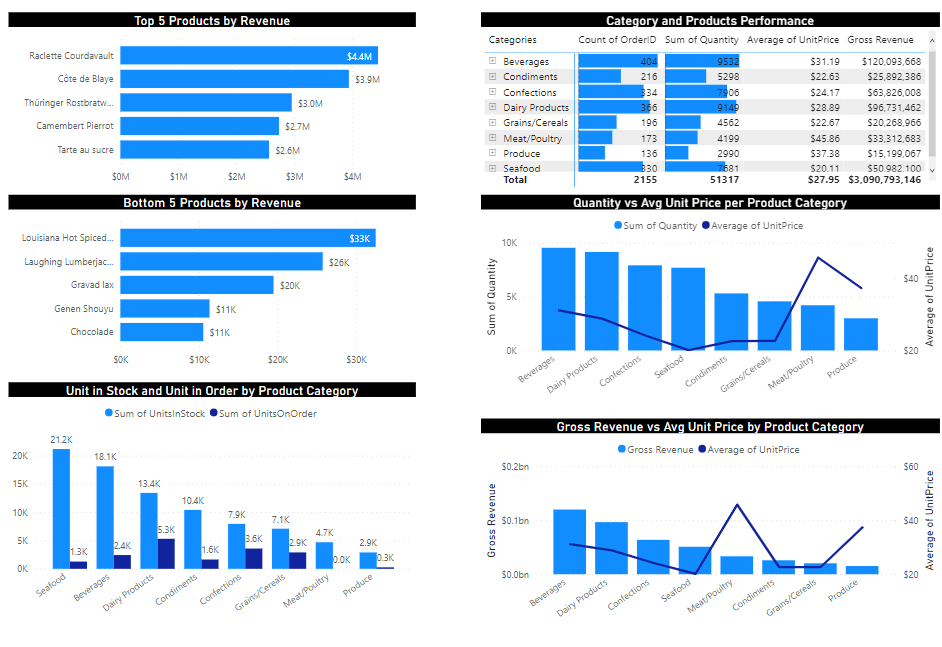 Top 5 Products by Revenue
Raclette Courdavault
$4.4M
Côte de Blaye
$3.9M
Thüringer Rostbratw...
$3.0M
Camembert Pierrot
$2.7M
Tarte au sucre
$2.6M
$0M $1M $2M $3M $4M
Bottom 5 Products by Revenue
Louisiana Hot Spiced...
$33K
Laughing Lumberjac...
$26K
Gravad lax
$20K
Genen Shouyu
$11K
Chocolade
$11K
$0K $10K $20K $30K
Unit in Stock and Unit in Order by Product Category
Sum of UnitsInStock Sum of UnitsOnOrder
20K
15K
10K
5K
0K
21.2K
1.3K
18.1K
2.4K
13.4K
5.3K
10.4K
1.6K
7.9K
3.6K
7.1K
2.9K
4.7K
0.0K
2.9K
0.3K
Seafood
Beverages
Dairy Products
Condiments
Confections
Grains/Cereals
Meat/Poultry
Produce
Category and Products Performance
Categories Count of OrderID Sum of Quantity Average of UnitPrice Gross Revenue
Beverages 404 9532 $31.19 $120,093,668
Condiments 216 5298 $22.63 $25,892,386
Confections 334 7906 $24.17 $63,826,008
Dairy Products 366 9149 $28.89 $96,731,462
Grains/Cereals 196 4562 $22.67 $20,268,966
Meat/Poultry 173 4199 $45.86 $33,312,683
Produce 136 2990 $37.38 $15,199,067
Seafood 330 7681 $20.11 $50,982,100
Total 2155 51317 $27.95 $3,090,793,146
Quantity vs Avg Unit Price per Product Category
Sum of Quantity Average of UnitPrice
Sum of Quantity
10K
5K
0K
$40
$20
Average of UnitPrice
Beverages
Dairy Products
Confections
Seafood
Condiments
Grains/Cereals
Meat/Poultry
Produce
Gross Revenue vs Avg Unit Price by Product Category
Gross Revenue Average of UnitPrice
Gross Revenue
$0.2bn
$0.1bn
$0.0bn
$60
$40
$20
Average of UnitPrice
Beverages
Dairy Products
Confections
Seafood
Meat/Poultry
Condiments
Grains/Cereals
Produce